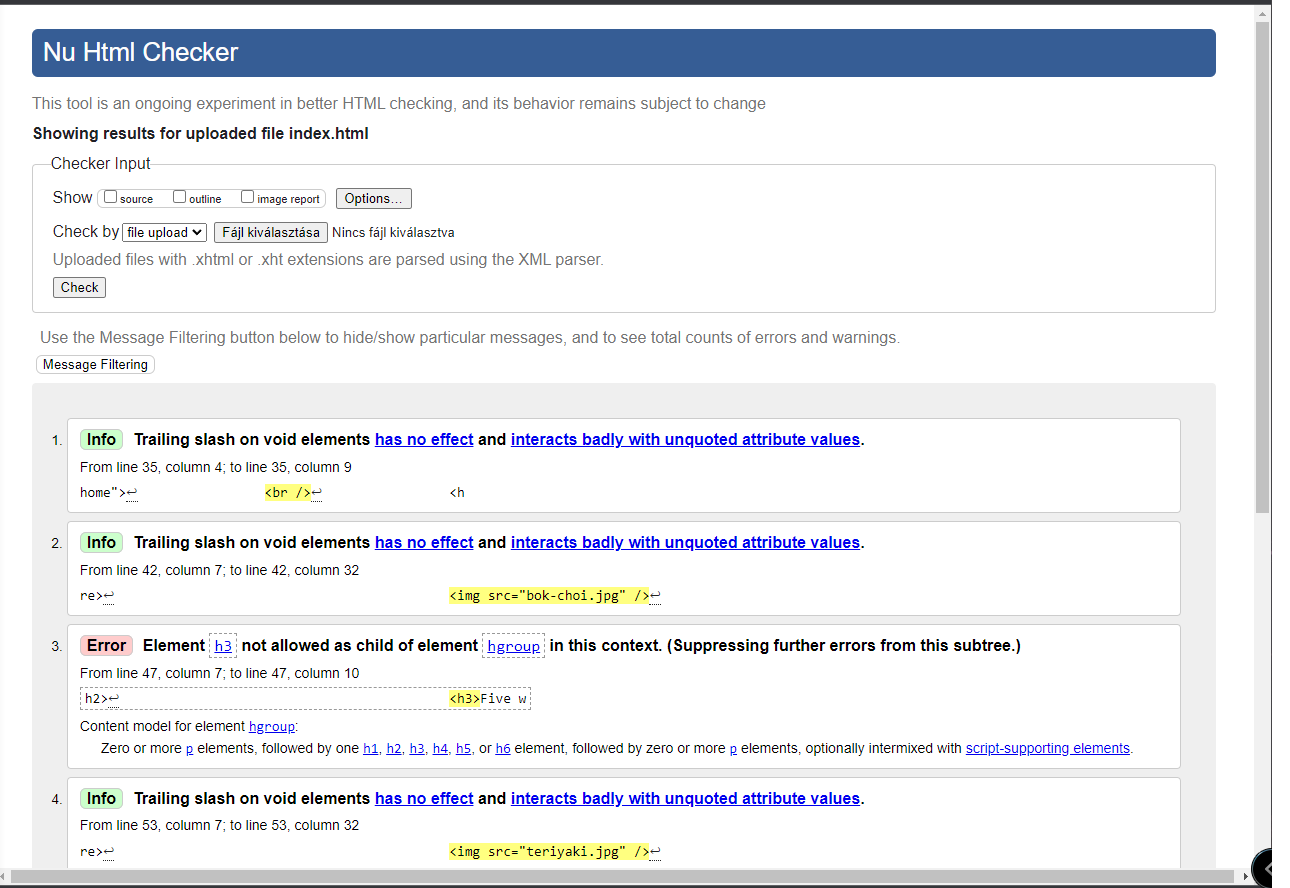 Nu Html Checker
This tool is an ongoing experiment in better HTML checking, and its behavior remains subject to change
Showing results for uploaded file index.html
Checker Input
Show source outline image report Options...
Check by file upload Fájl kiválasztása Nincs fájl kiválasztva
Uploaded files with .xhtml or .xht extensions are parsed using the XML parser.
Check
Use the Message Filtering button below to hide/show particular messages, and to see total counts of errors and warnings.
Message Filtering
1. Info Trailing slash on void elements has no effect and interacts badly with unquoted attribute values.
From line 35, column 4; to line 35, column 9
home">↩ <br />↩ <h
2. Info Trailing slash on void elements has no effect and interacts badly with unquoted attribute values.
From line 42, column 7; to line 42, column 32
re>↩ <img src="bok-choi.jpg" />↩
3. Error Element h3 not allowed as child of element hgroup in this context. (Suppressing further errors from this subtree.)
From line 47, column 7; to line 47, column 10
h2>↩ <h3>Five w
Content model for element hgroup:
Zero or more p elements, followed by one h1, h2, h3, h4, h5, or h6 element, followed by zero or more p elements, optionally intermixed with script-supporting elements.
4. Info Trailing slash on void elements has no effect and interacts badly with unquoted attribute values.
From line 53, column 7; to line 53, column 32
re>↩ <img src="teriyaki.jpg" />↩